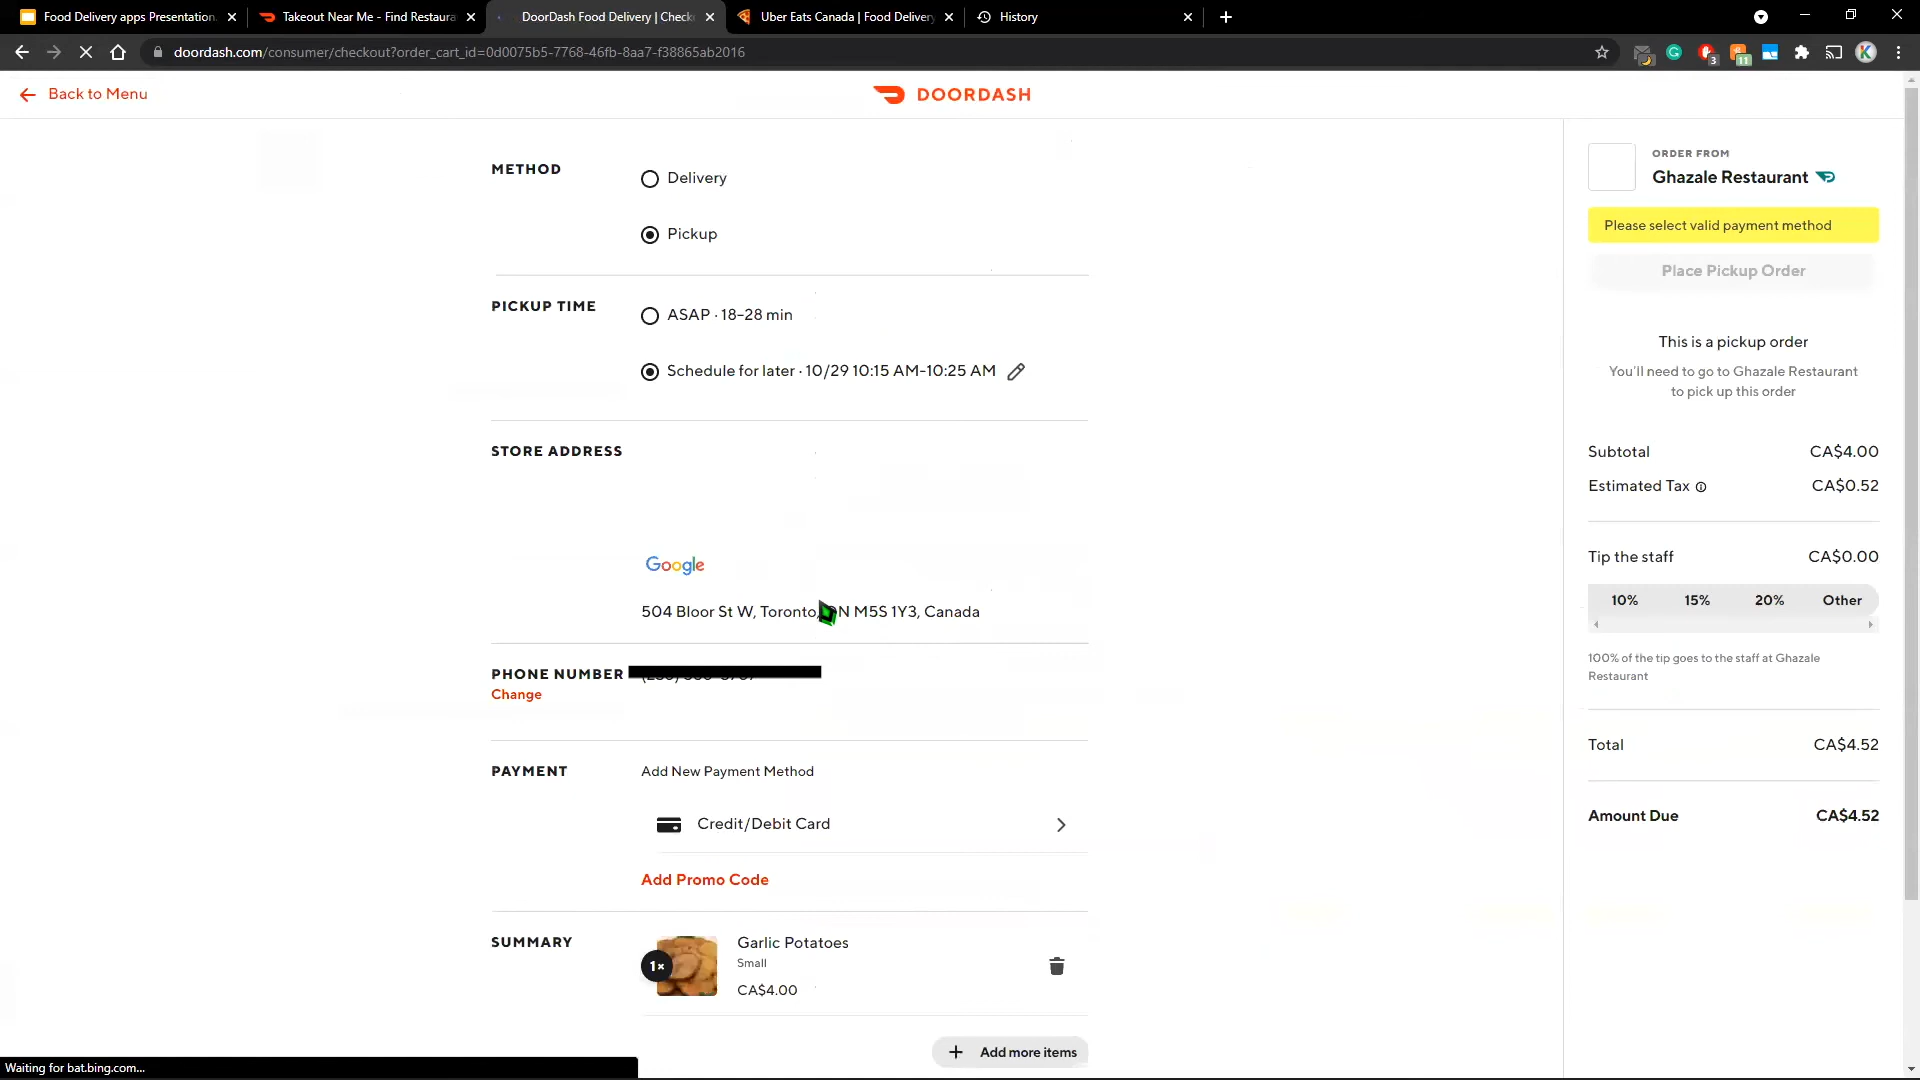 Food Delivery apps Presentation
Takeout Near Me - Find Restaura
DoorDash Food Delivery | Check
Uber Eats Canada | Food Delivery
History
doordash.com/consumer/checkout?order_cart_id=0d0075b5-7768-46fb-8aa7-f38865ab2016
3
11
K
Back to Menu
DOORDASH
METHOD
Delivery
Pickup
PICKUP TIME
ASAP · 18-28 min
Schedule for later · 10/29 10:15 AM-10:25 AM
STORE ADDRESS
Google
504 Bloor St W, Toronto, ON M5S 1Y3, Canada
PHONE NUMBER
Change
PAYMENT
Add New Payment Method
Credit/Debit Card
Add Promo Code
SUMMARY
1×
Garlic Potatoes
Small
CA$4.00
Add more items
ORDER FROM
Ghazale Restaurant
Please select valid payment method
Place Pickup Order
This is a pickup order
You'll need to go to Ghazale Restaurant
to pick up this order
Subtotal CA$4.00
Estimated Tax CA$0.52
Tip the staff CA$0.00
10% 15% 20% Other
100% of the tip goes to the staff at Ghazale
Restaurant
Total CA$4.52
Amount Due CA$4.52
Waiting for bat.bing.com...